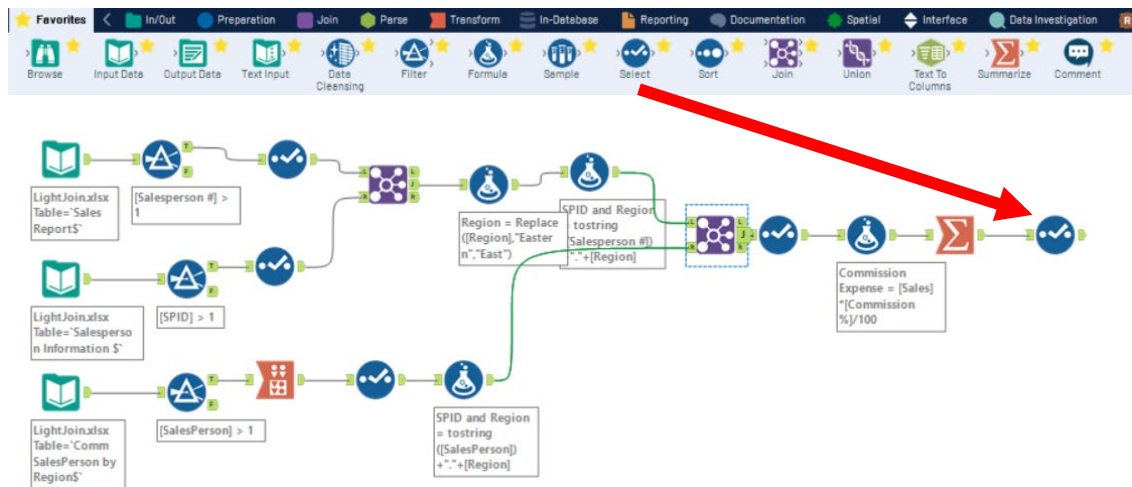 Favorites In/Out Preparation Join Parse Transform In-Database Reporting Documentation Spatial Interface Data Investigation R
Browse Input Data Output Data Text Input Data Cleansing Filter Formula Sample Select Sort Join Union Text To Columns Summarize Comment
LightJoin.xlsx
Table=`Sales
Report$`
[Salesperson #] >
1
Region = Replace
([Region],"Easter
n","East")
SPID and Region
tostring
Salesperson #])
"."+[Region]
LightJoin.xlsx
Table=`Salesperso
n Information $`
[SPID] > 1
Commission
Expense = [Sales]
*[Commission
%]/100
LightJoin.xlsx
Table=`Comm
SalesPerson by
Region$`
[SalesPerson] > 1
SPID and Region
= tostring
([SalesPerson])
+"."+[Region]
T
F
L
J
R
T
F
L
R
L
J
T
F